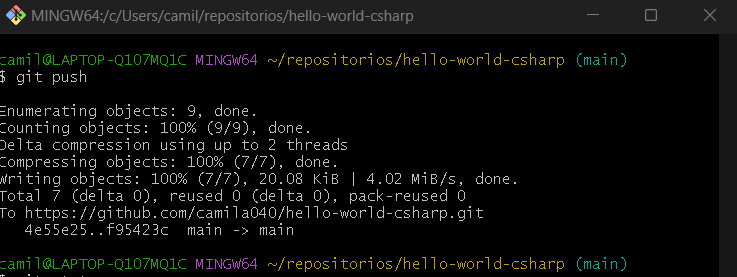 MINGW64:/c/Users/camil/repositorios/hello-world-csharp
camil@LAPTOP-Q107MQ1C MINGW64 ~/repositorios/hello-world-csharp (main)
$ git push
Enumerating objects: 9, done.
Counting objects: 100% (9/9), done.
Delta compression using up to 2 threads
Compressing objects: 100% (7/7), done.
Writing objects: 100% (7/7), 20.08 KiB | 4.02 MiB/s, done.
Total 7 (delta 0), reused 0 (delta 0), pack-reused 0
To https://github.com/camila040/hello-world-csharp.git
   4e55e25..f95423c  main -> main
camil@LAPTOP-Q107MQ1C MINGW64 ~/repositorios/hello-world-csharp (main)